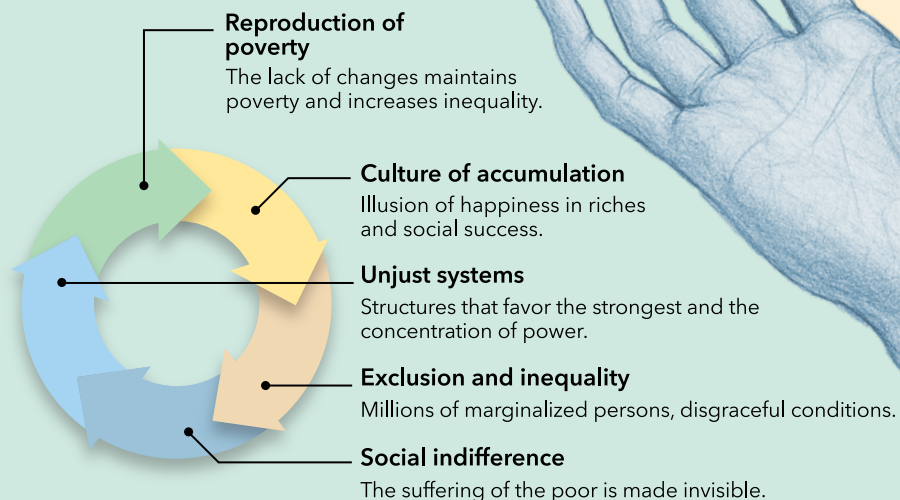 Reproduction of
poverty
The lack of changes maintains
poverty and increases inequality.
Culture of accumulation
Illusion of happiness in riches
and social success.
Unjust systems
Structures that favor the strongest and the
concentration of power.
Exclusion and inequality
Millions of marginalized persons, disgraceful conditions.
Social indifference
The suffering of the poor is made invisible.